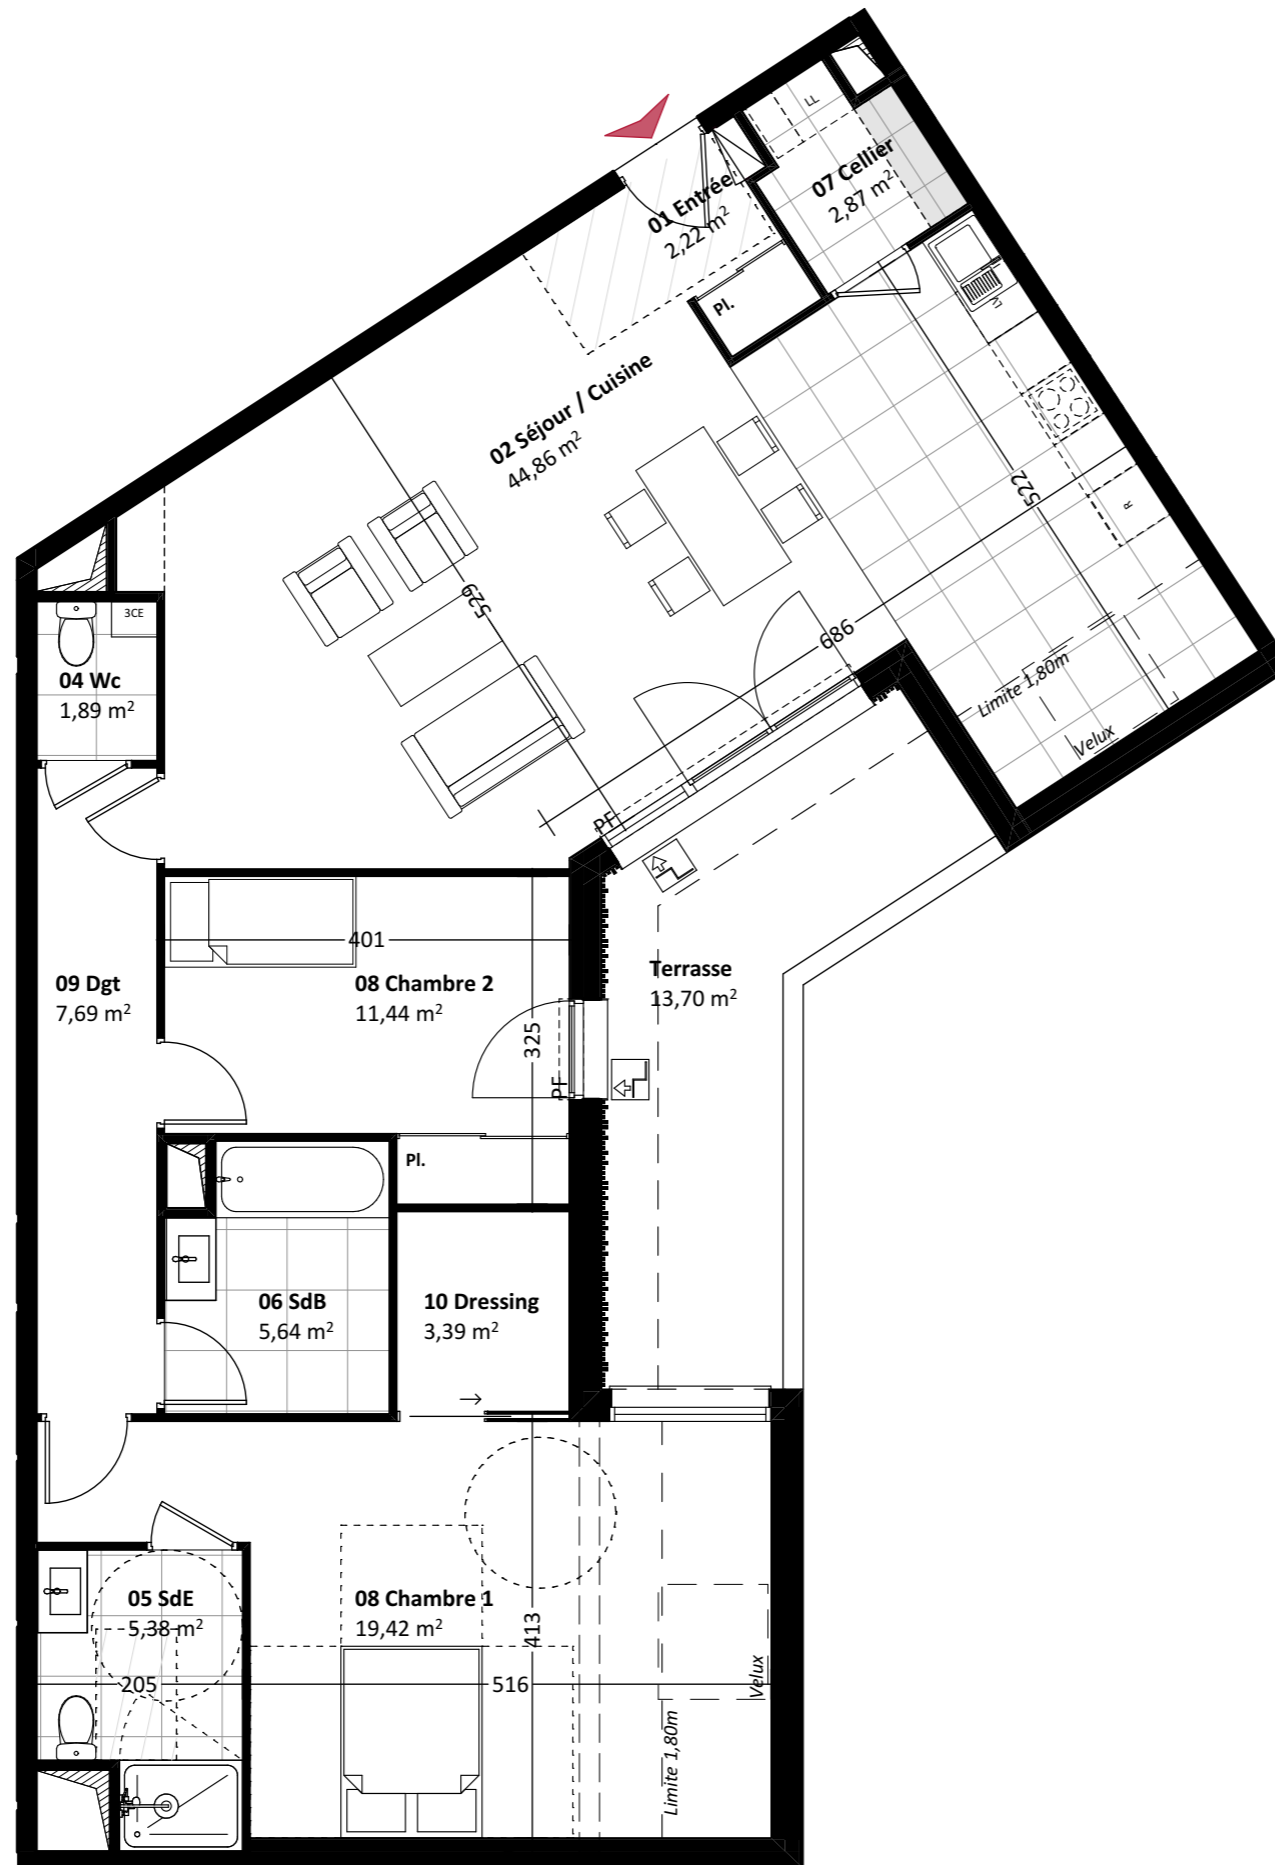 LL
07 Cellier
2,87 m²
01 Entrée
2,22 m²
Pl.
LV
02 Séjour / Cuisine
44,86 m²
522
R
529
686
3CE
04 Wc
1,89 m²
Limite 1,80m
Velux
PF
401
09 Dgt
7,69 m²
08 Chambre 2
11,44 m²
Terrasse
13,70 m²
325
PF
Pl.
06 SdB
5,64 m²
10 Dressing
3,39 m²
05 SdE
5,38 m²
08 Chambre 1
19,42 m²
413
205
516
Velux
Limite 1,80m